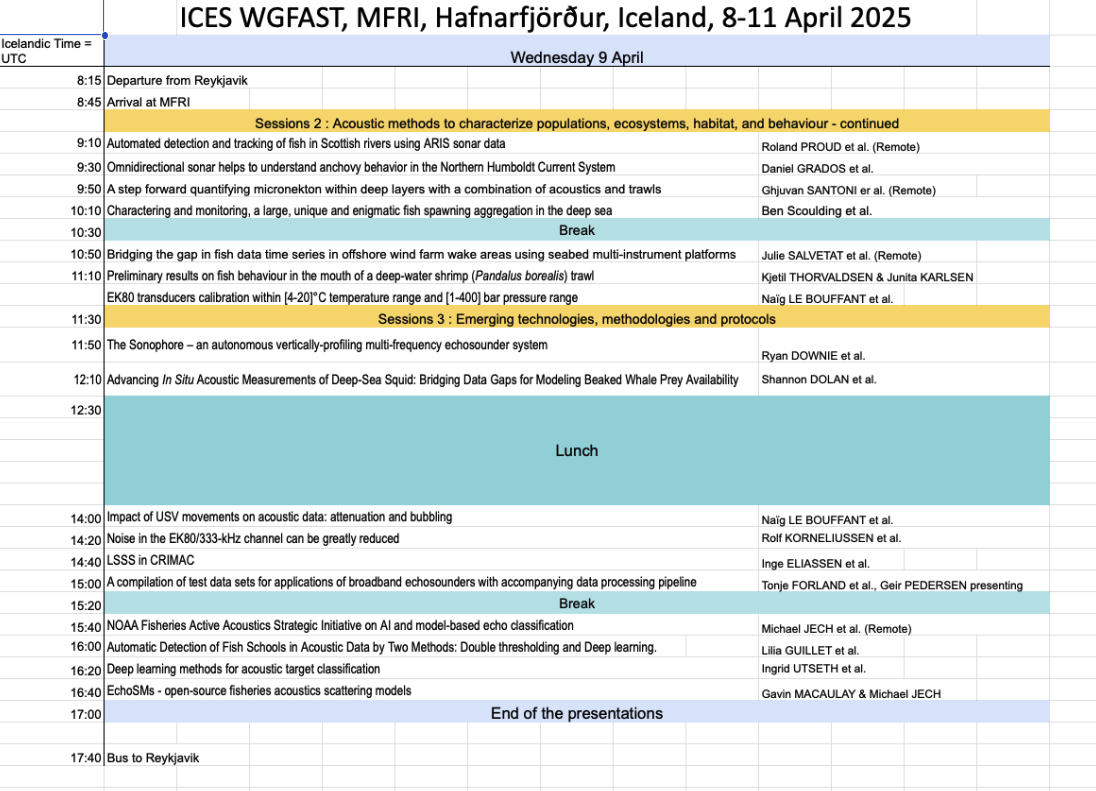 ICES WGFAST, MFRI, Hafnarfjörður, Iceland, 8-11 April 2025
Icelandic Time =
UTC
Wednesday 9 April
8:15 Departure from Reykjavik
8:45 Arrival at MFRI
Sessions 2 : Acoustic methods to characterize populations, ecosystems, habitat, and behaviour - continued
9:10 Automated detection and tracking of fish in Scottish rivers using ARIS sonar data Roland PROUD et al. (Remote)
9:30 Omnidirectional sonar helps to understand anchovy behavior in the Northern Humboldt Current System Daniel GRADOS et al.
9:50 A step forward quantifying micronekton within deep layers with a combination of acoustics and trawls Ghjuvan SANTONI er al. (Remote)
10:10 Charactering and monitoring, a large, unique and enigmatic fish spawning aggregation in the deep sea Ben Scoulding et al.
10:30 Break
10:50 Bridging the gap in fish data time series in offshore wind farm wake areas using seabed multi-instrument platforms Julie SALVETAT et al. (Remote)
11:10 Preliminary results on fish behaviour in the mouth of a deep-water shrimp (Pandalus borealis) trawl Kjetil THORVALDSEN & Junita KARLSEN
EK80 transducers calibration within [4-20]°C temperature range and [1-400] bar pressure range Naïg LE BOUFFANT et al.
11:30 Sessions 3 : Emerging technologies, methodologies and protocols
11:50 The Sonophore – an autonomous vertically-profiling multi-frequency echosounder system Ryan DOWNIE et al.
12:10 Advancing In Situ Acoustic Measurements of Deep-Sea Squid: Bridging Data Gaps for Modeling Beaked Whale Prey Availability Shannon DOLAN et al.
12:30 Lunch
14:00 Impact of USV movements on acoustic data: attenuation and bubbling Naïg LE BOUFFANT et al.
14:20 Noise in the EK80/333-kHz channel can be greatly reduced Rolf KORNELIUSSEN et al.
14:40 LSSS in CRIMAC Inge ELIASSEN et al.
15:00 A compilation of test data sets for applications of broadband echosounders with accompanying data processing pipeline Tonje FORLAND et al., Geir PEDERSEN presenting
15:20 Break
15:40 NOAA Fisheries Active Acoustics Strategic Initiative on AI and model-based echo classification Michael JECH et al. (Remote)
16:00 Automatic Detection of Fish Schools in Acoustic Data by Two Methods: Double thresholding and Deep learning. Lilia GUILLET et al.
16:20 Deep learning methods for acoustic target classification Ingrid UTSETH et al.
16:40 EchoSMs - open-source fisheries acoustics scattering models Gavin MACAULAY & Michael JECH
17:00 End of the presentations
17:40 Bus to Reykjavik